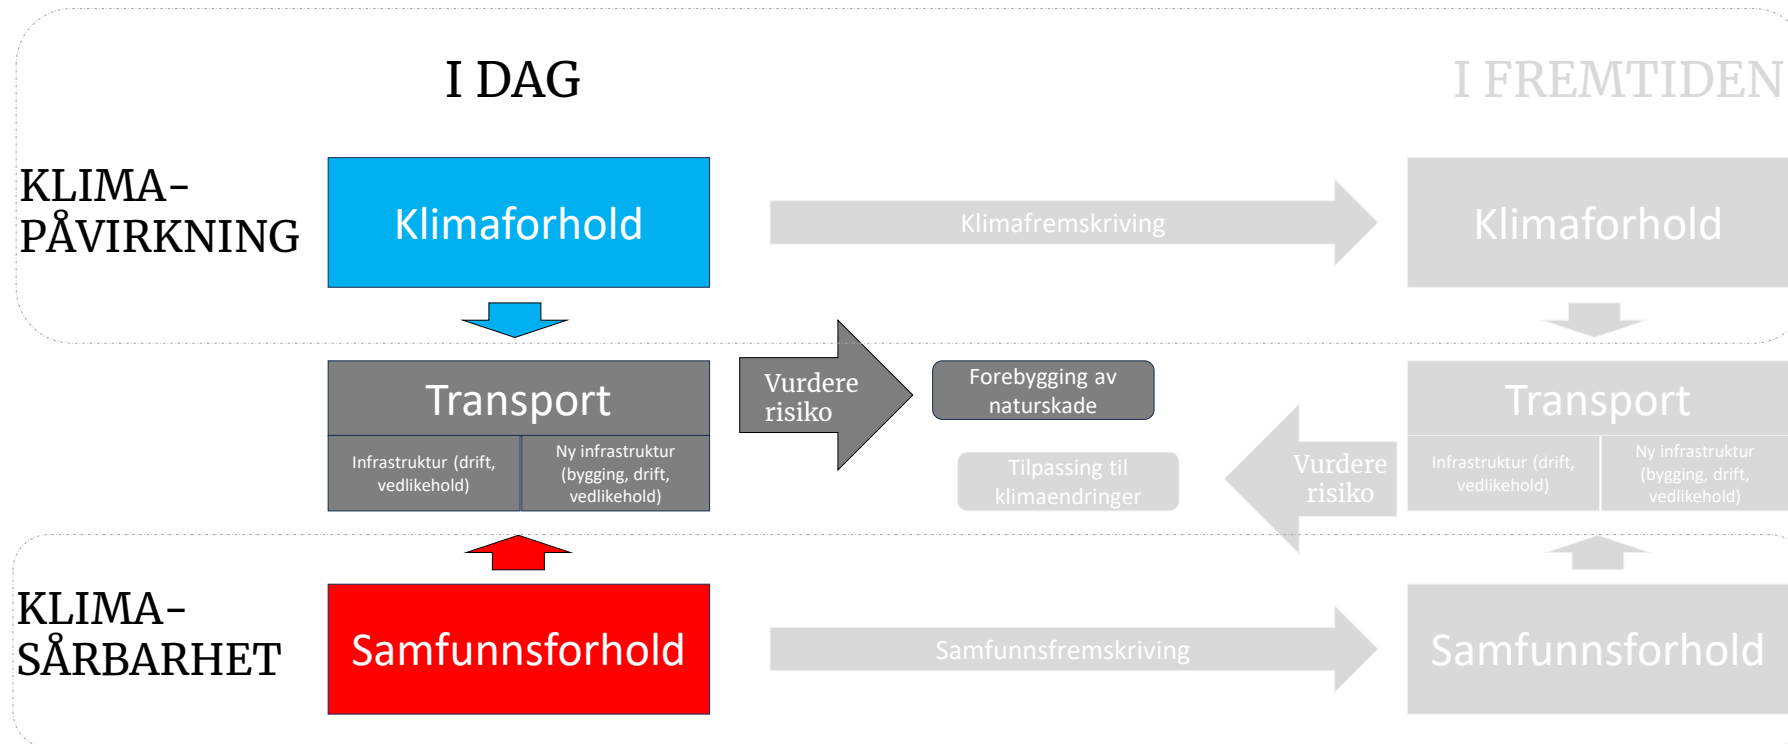 I DAG
I FREMTIDEN
KLIMA-
PÅVIRKNING
Klimaforhold
Klimafremskriving
Klimaforhold
Transport
Infrastruktur (drift,
vedlikehold)
Ny infrastruktur
(bygging, drift,
vedlikehold)
Vurdere
risiko
Forebygging av
naturskade
Tilpassing til
klimaendringer
Vurdere
risiko
Transport
Infrastruktur (drift,
vedlikehold)
Ny infrastruktur
(bygging, drift,
vedlikehold)
KLIMA-
SÅRBARHET
Samfunnsforhold
Samfunnsfremskriving
Samfunnsforhold